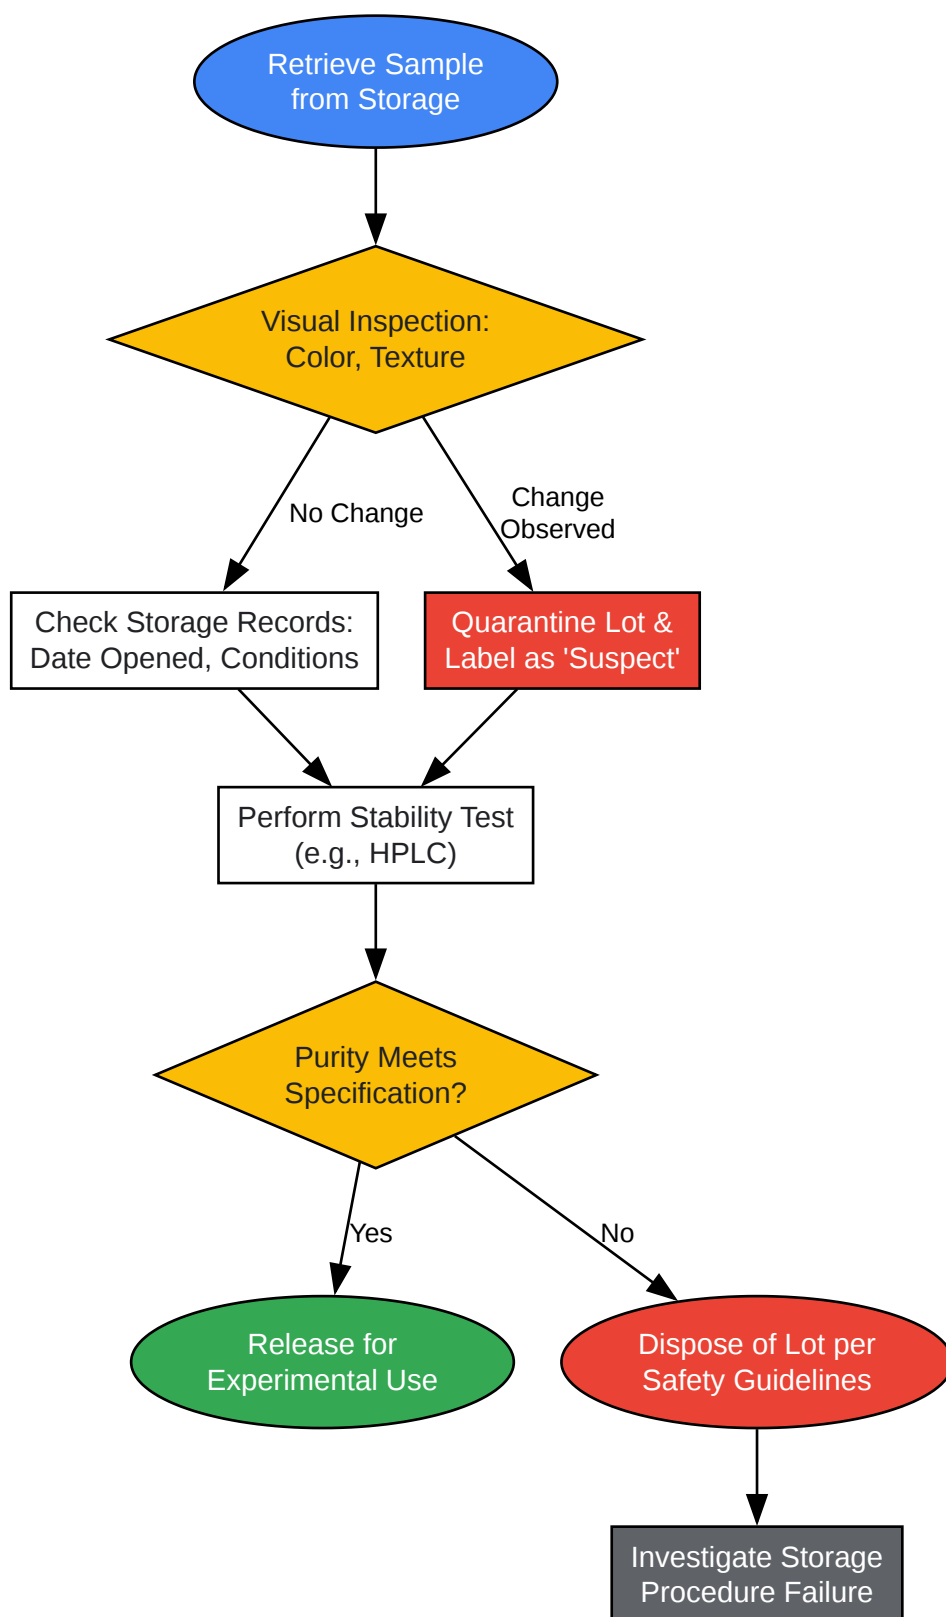 Retrieve Sample
from Storage
Visual Inspection:
Color, Texture
No Change
Change
Observed
Check Storage Records:
Date Opened, Conditions
Quarantine Lot &
Label as 'Suspect'
Perform Stability Test
(e.g., HPLC)
Purity Meets
Specification?
Yes
No
Release for
Experimental Use
Dispose of Lot per
Safety Guidelines
Investigate Storage
Procedure Failure